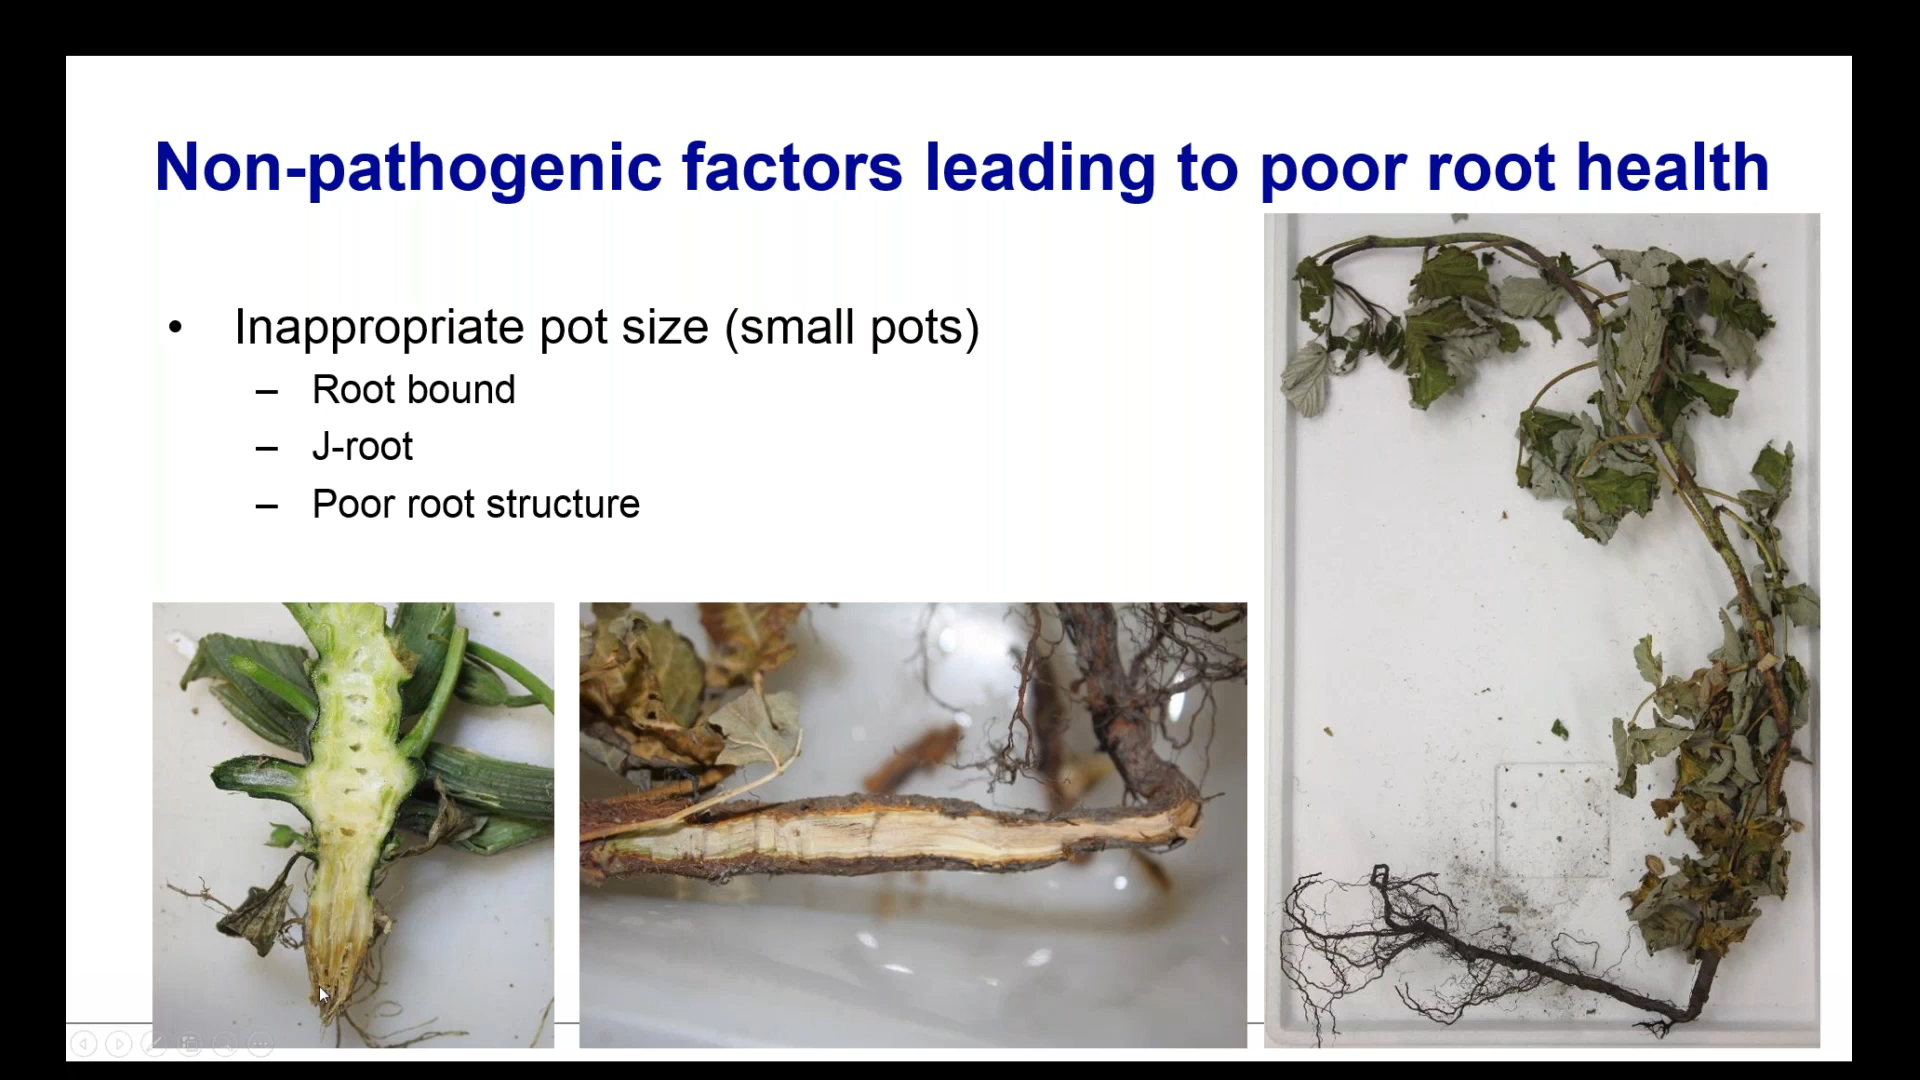 Non-pathogenic factors leading to poor root health
• Inappropriate pot size (small pots)
– Root bound
– J-root
– Poor root structure